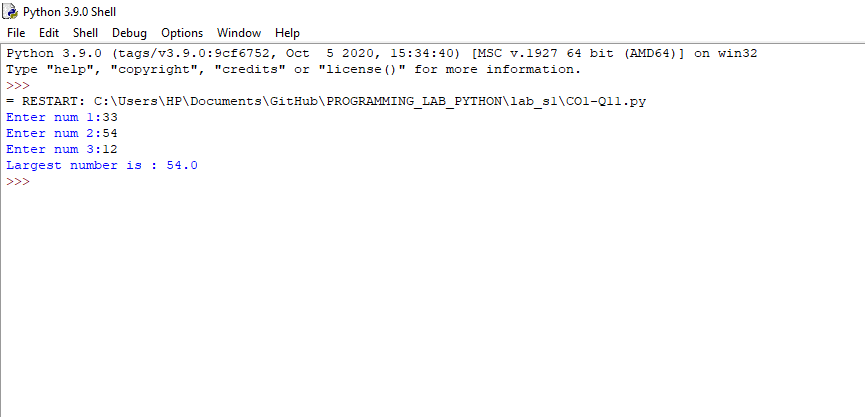 Python 3.9.0 Shell
File Edit Shell Debug Options Window Help
Python 3.9.0 (tags/v3.9.0:9cf6752, Oct  5 2020, 15:34:40) [MSC v.1927 64 bit (AMD64)] on win32
Type "help", "copyright", "credits" or "license()" for more information.
>>>
= RESTART: C:\Users\HP\Documents\GitHub\PROGRAMMING_LAB_PYTHON\lab_s1\CO1-Q11.py
Enter num 1:33
Enter num 2:54
Enter num 3:12
Largest number is : 54.0
>>>